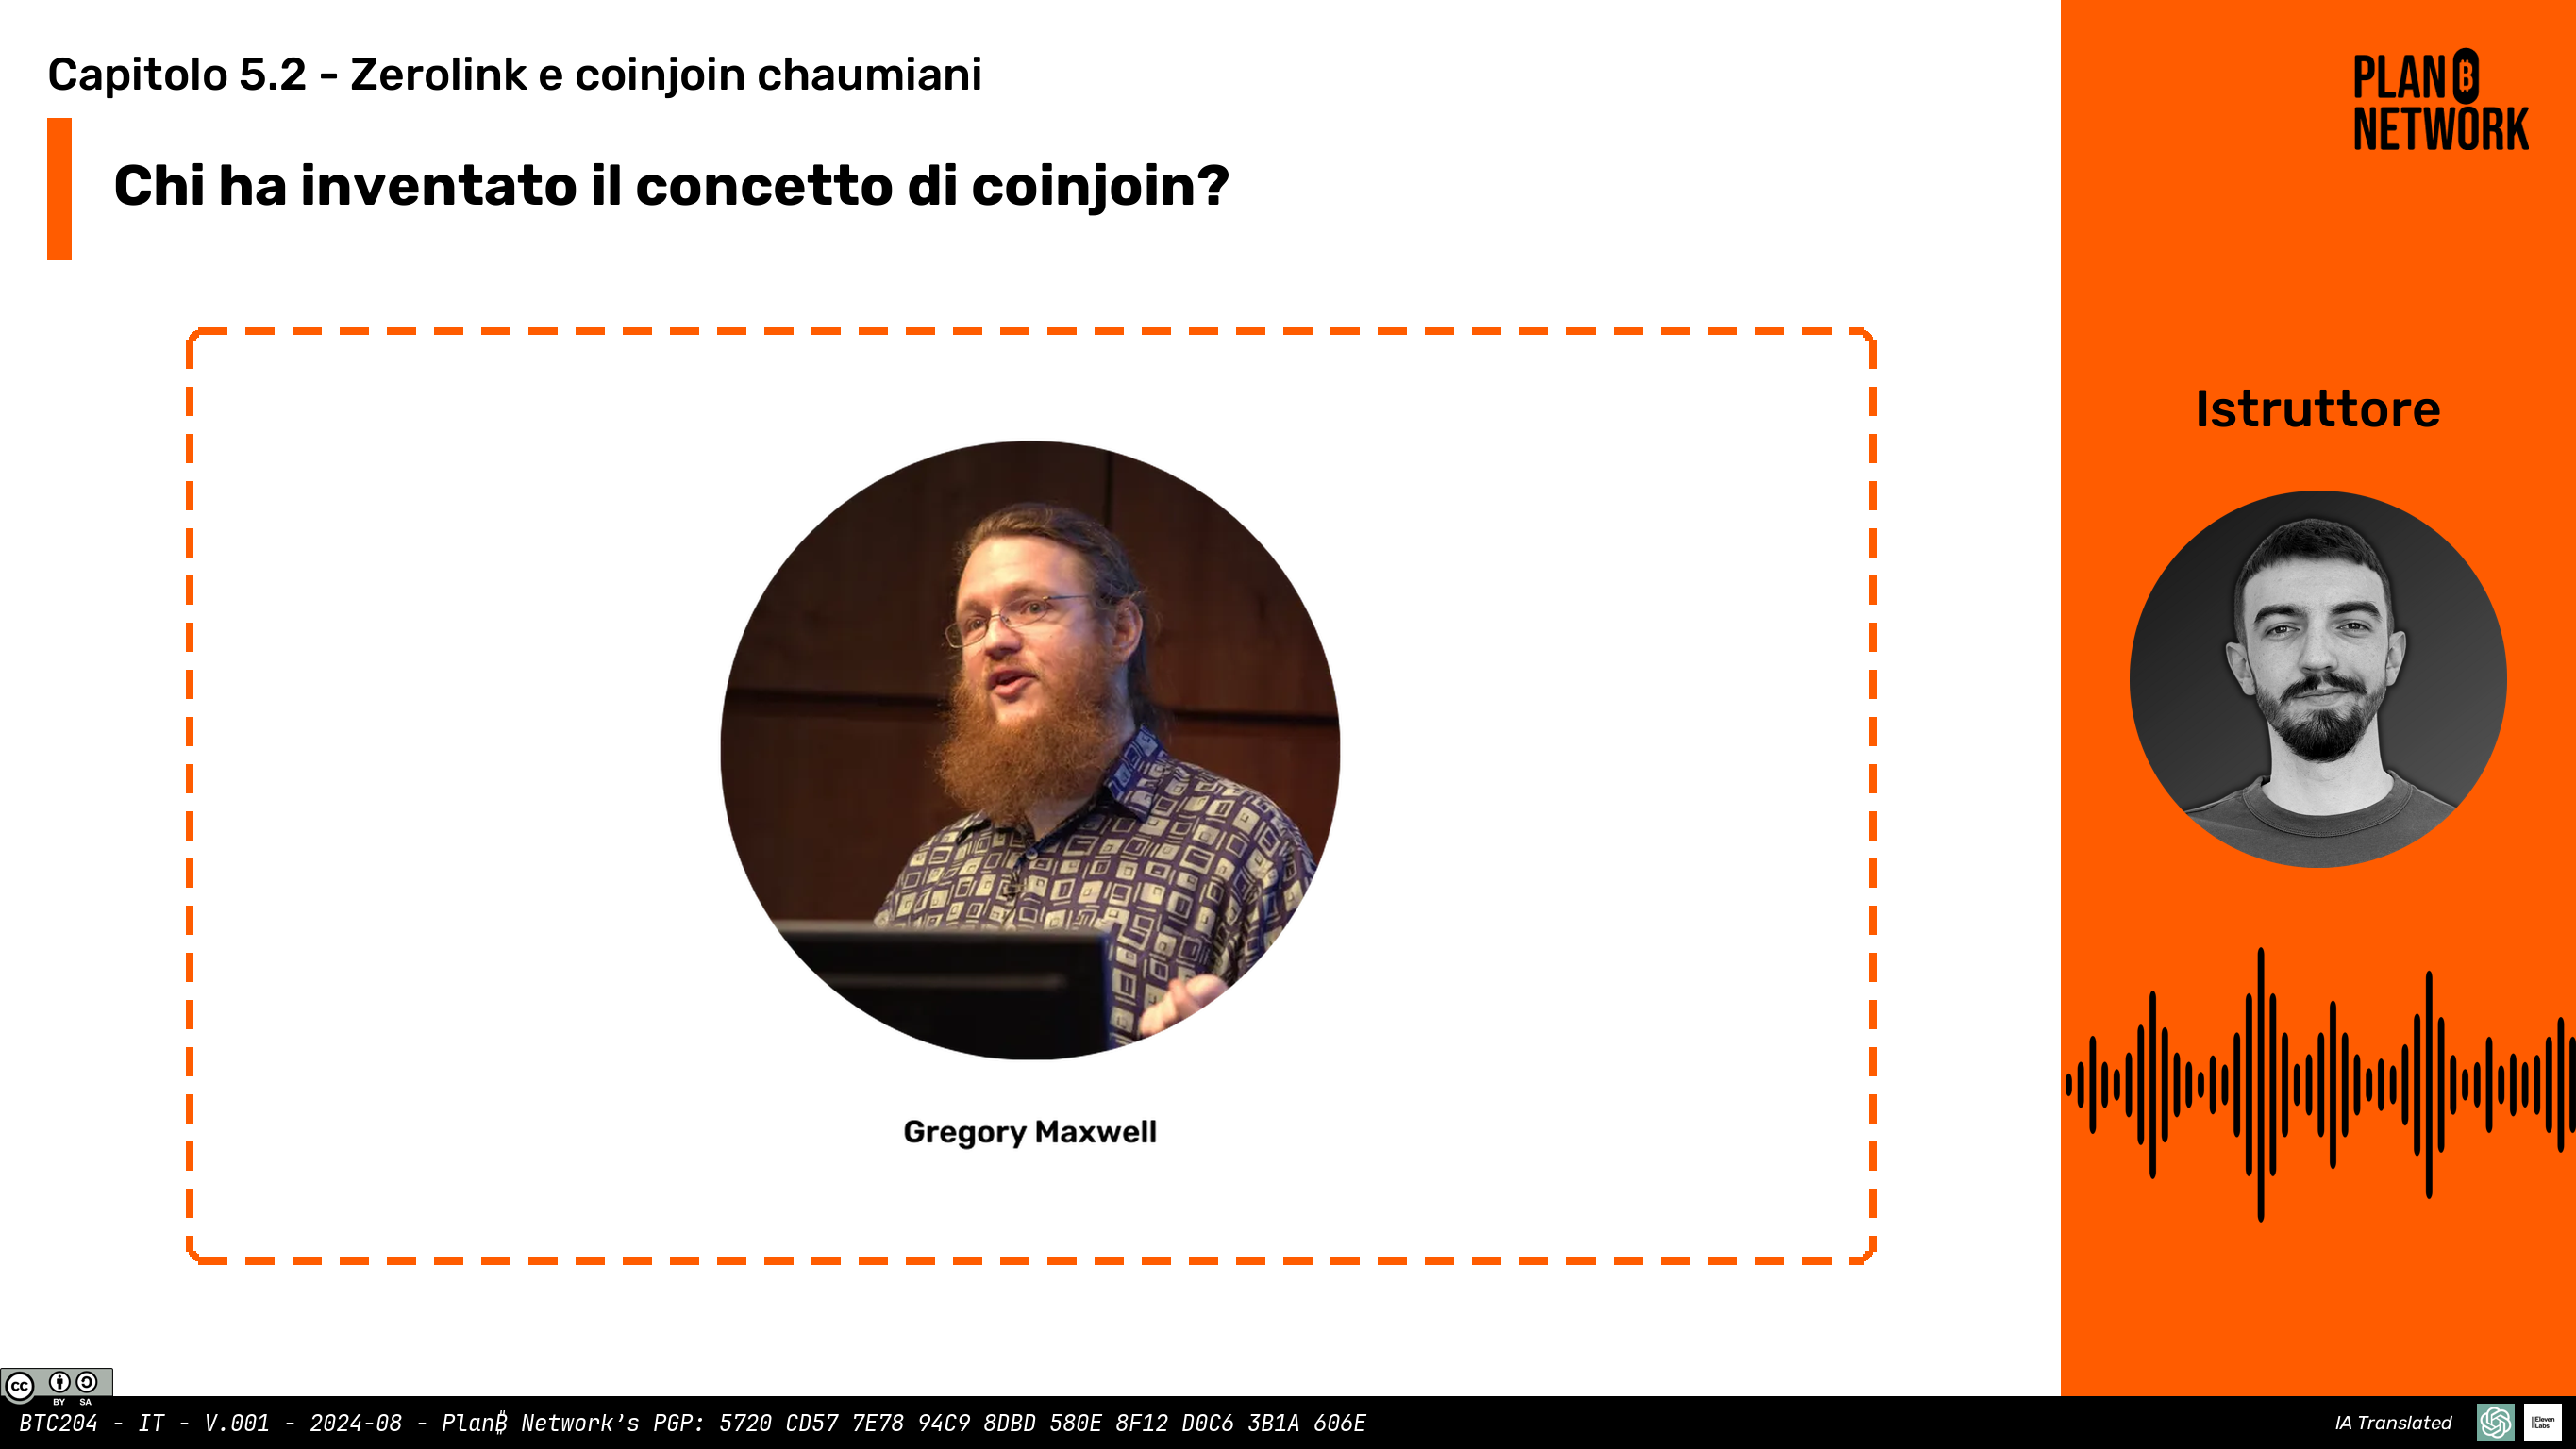 Capitolo 5.2 - Zerolink e coinjoin chaumiani
Chi ha inventato il concetto di coinjoin?
PLAN ₿
NETWORK
Istruttore
Gregory Maxwell
CC BY SA
BTC204 - IT - V.001 - 2024-08 - Plan₿ Network’s PGP: 5720 CD57 7E78 94C9 8DBD 580E 8F12 D0C6 3B1A 606E
IA Translated
ElevenLabs